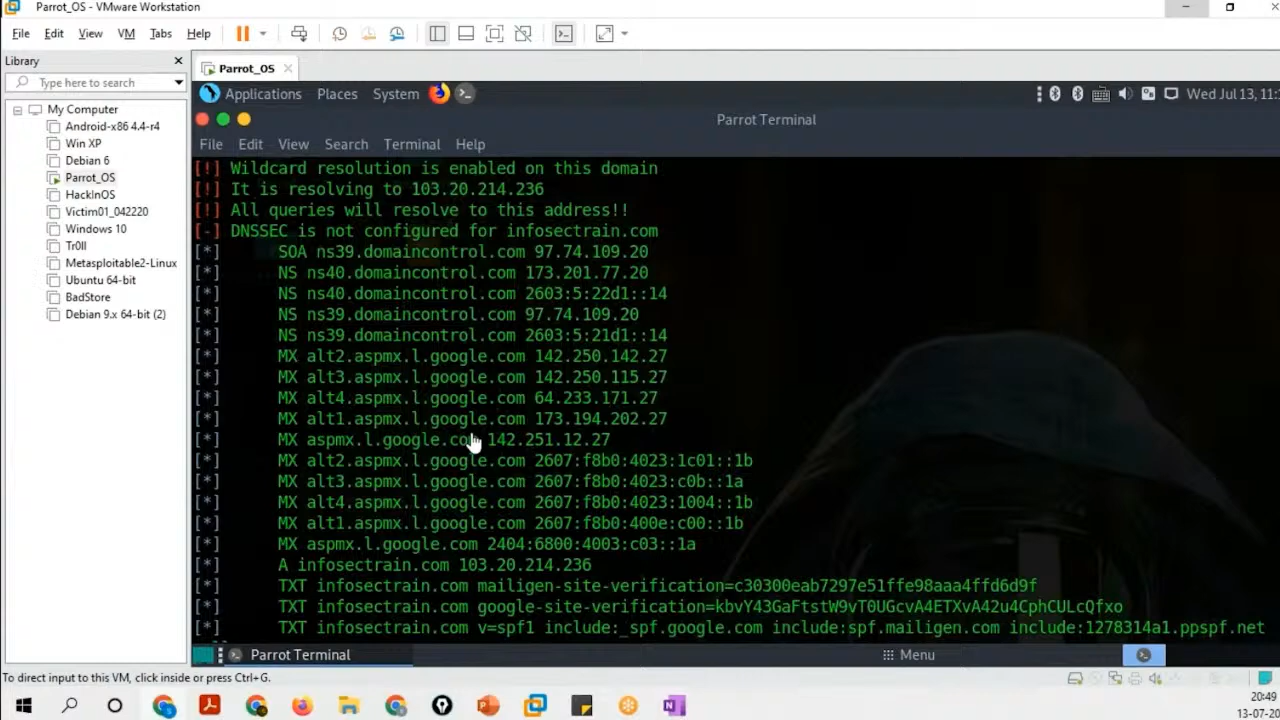 Parrot_OS - VMware Workstation
File Edit View VM Tabs Help
Library
Type here to search
My Computer
Android-x86 4.4-r4
Win XP
Debian 6
Parrot_OS
HackInOS
Victim01_042220
Windows 10
Tr0ll
Metasploitable2-Linux
Ubuntu 64-bit
BadStore
Debian 9.x 64-bit (2)
Parrot_OS
Applications Places System
Wed Jul 13, 11:
Parrot Terminal
File Edit View Search Terminal Help
[!] Wildcard resolution is enabled on this domain
[!] It is resolving to 103.20.214.236
[!] All queries will resolve to this address!!
[-] DNSSEC is not configured for infosectrain.com
[*] SOA ns39.domaincontrol.com 97.74.109.20
[*] NS ns40.domaincontrol.com 173.201.77.20
[*] NS ns40.domaincontrol.com 2603:5:22d1::14
[*] NS ns39.domaincontrol.com 97.74.109.20
[*] NS ns39.domaincontrol.com 2603:5:21d1::14
[*] MX alt2.aspmx.l.google.com 142.250.142.27
[*] MX alt3.aspmx.l.google.com 142.250.115.27
[*] MX alt4.aspmx.l.google.com 64.233.171.27
[*] MX alt1.aspmx.l.google.com 173.194.202.27
[*] MX aspmx.l.google.com 142.251.12.27
[*] MX alt2.aspmx.l.google.com 2607:f8b0:4023:1c01::1b
[*] MX alt3.aspmx.l.google.com 2607:f8b0:4023:c0b::1a
[*] MX alt4.aspmx.l.google.com 2607:f8b0:4023:1004::1b
[*] MX alt1.aspmx.l.google.com 2607:f8b0:400e:c00::1b
[*] MX aspmx.l.google.com 2404:6800:4003:c03::1a
[*] A infosectrain.com 103.20.214.236
[*] TXT infosectrain.com mailigen-site-verification=c30300eab7297e51ffe98aaa4ffd6d9f
[*] TXT infosectrain.com google-site-verification=kbvY43GaFtstW9vT0UGcvA4ETXvA42u4CphCULcQfxo
[*] TXT infosectrain.com v=spf1 include:_spf.google.com include:spf.mailigen.com include:1278314a1.ppspf.net
Parrot Terminal
Menu
To direct input to this VM, click inside or press Ctrl+G.
20:49
13-07-20